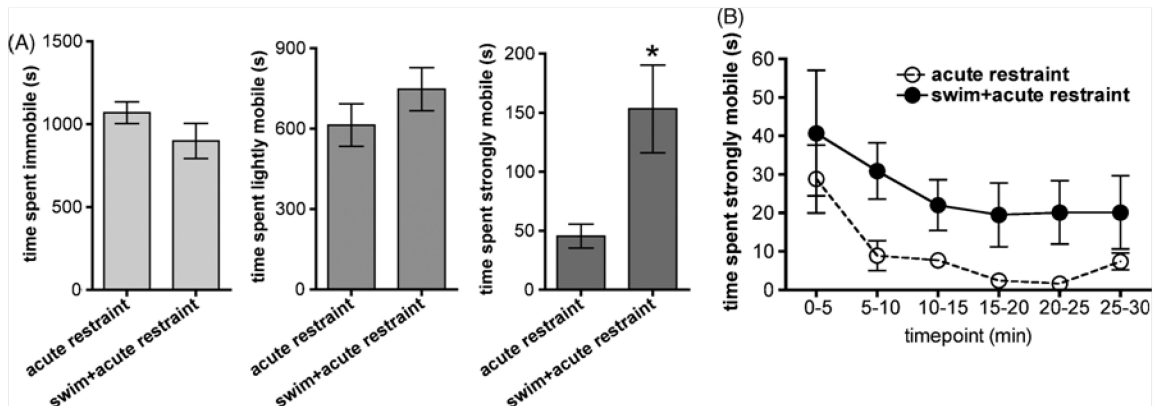 (A)
time spent immobile (s)
1500
1000
500
0
acute restraint
swim+acute restraint
time spent lightly mobile (s)
900
600
300
0
acute restraint
swim+acute restraint
time spent strongly mobile (s)
200
150
100
50
0
*
acute restraint
swim+acute restraint
(B)
time spent strongly mobile (s)
60
50
40
30
20
10
0
acute restraint
swim+acute restraint
0-5 5-10 10-15 15-20 20-25 25-30
timepoint (min)